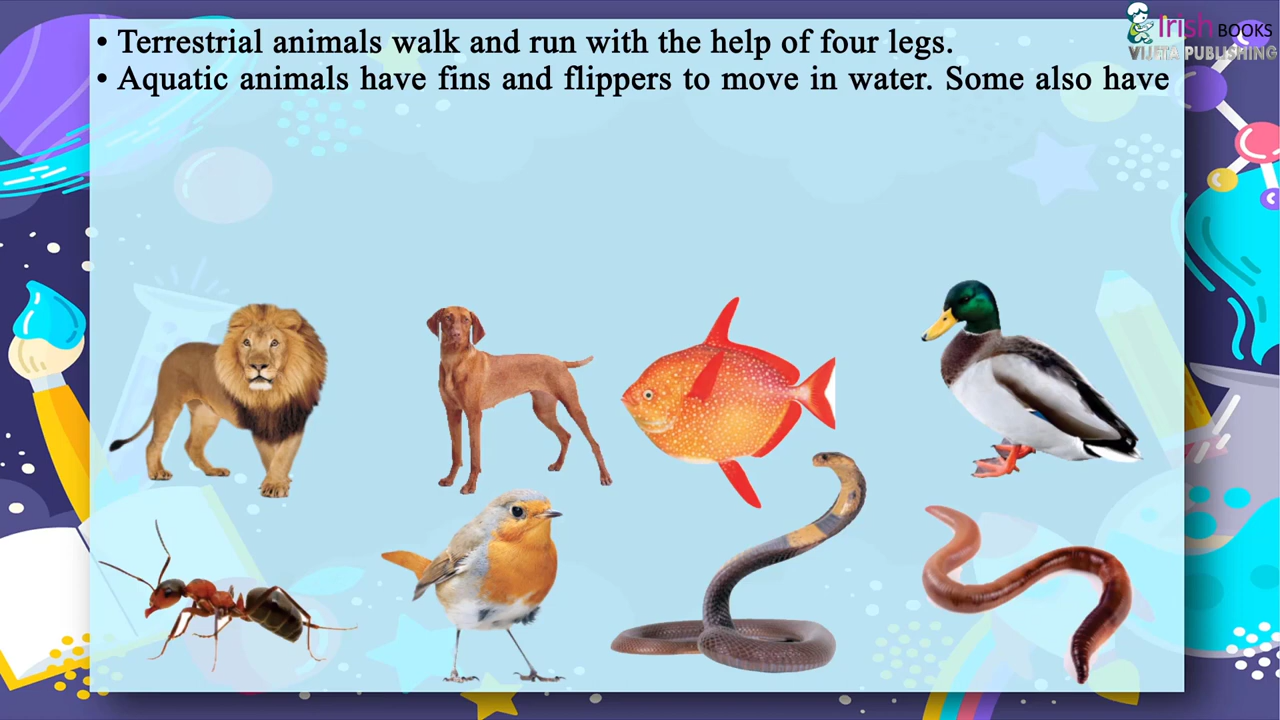 • Terrestrial animals walk and run with the help of four legs.
• Aquatic animals have fins and flippers to move in water. Some also have
Irish BOOKS
VIJETA PUBLISHING